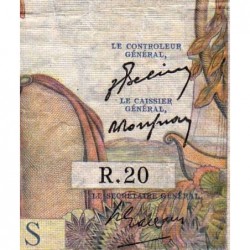 LE CONTROLEUR
GÉNÉRAL,
LE CAISSIER
GÉNÉRAL,
R.20
LE SECRÉTAIRE GÉNÉRAL,
S